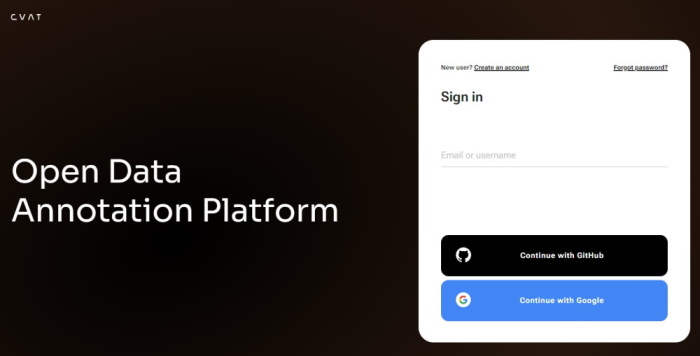 CVAT
New user? Create an account
Forgot password?
Sign in
Email or username
Open Data
Annotation Platform
Continue with GitHub
Continue with Google